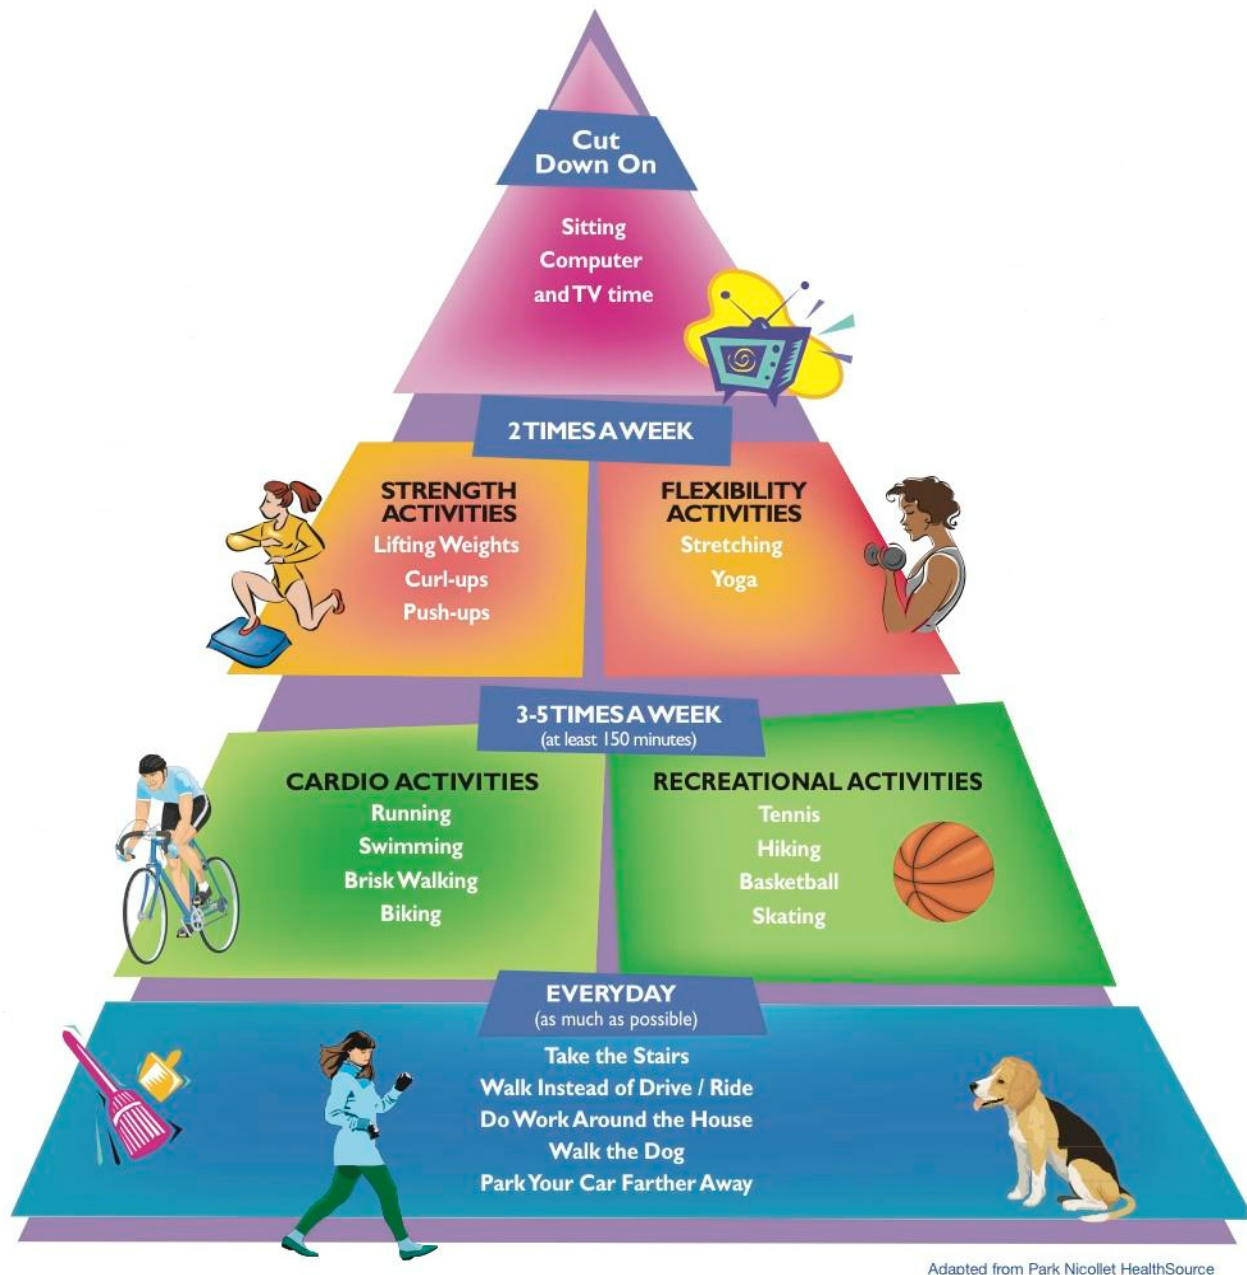 Cut
Down On
Sitting
Computer
and TV time
2 TIMES A WEEK
STRENGTH
ACTIVITIES
Lifting Weights
Curl-ups
Push-ups
FLEXIBILITY
ACTIVITIES
Stretching
Yoga
3-5 TIMES A WEEK
(at least 150 minutes)
CARDIO ACTIVITIES
Running
Swimming
Brisk Walking
Biking
RECREATIONAL ACTIVITIES
Tennis
Hiking
Basketball
Skating
EVERYDAY
(as much as possible)
Take the Stairs
Walk Instead of Drive / Ride
Do Work Around the House
Walk the Dog
Park Your Car Farther Away
Adapted from Park Nicollet HealthSource